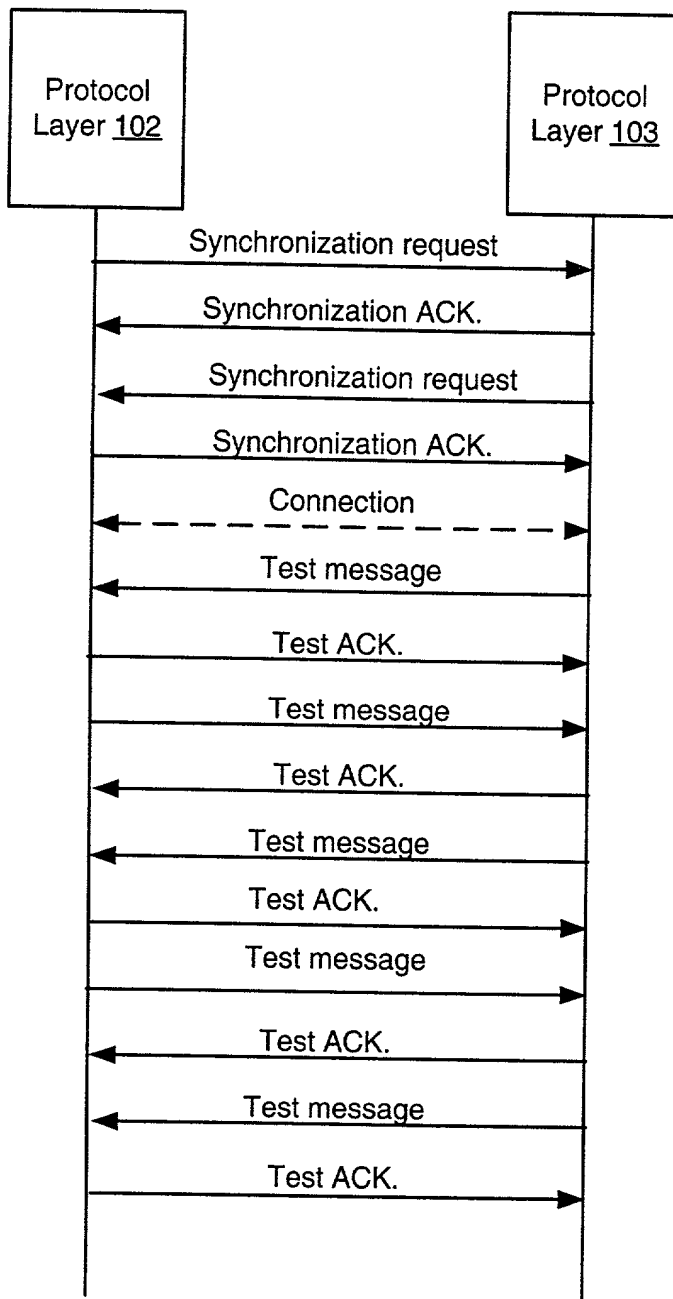 Protocol
Layer 102
Protocol
Layer 103
Synchronization request
Synchronization ACK.
Synchronization request
Synchronization ACK.
Connection
Test message
Test ACK.
Test message
Test ACK.
Test message
Test ACK.
Test message
Test ACK.
Test message
Test ACK.